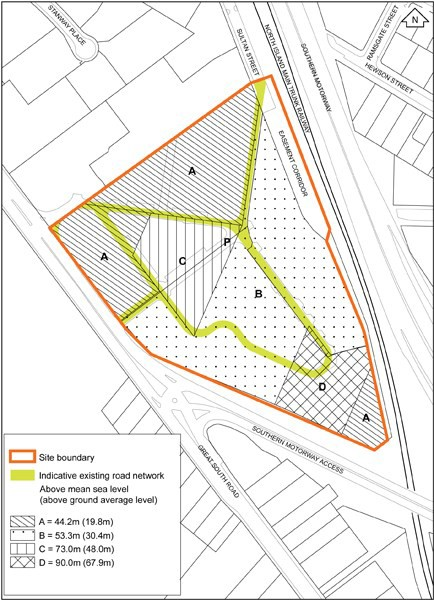 STANWAY PLACE
SULTAN STREET
NORTH ISLAND MAIN TRUNK RAILWAY
SOUTHERN MOTORWAY
RAMSGATE STREET
HEWSON STREET
N
EASEMENT CORRIDOR
A
P
A
C
B
D
A
SOUTHERN MOTORWAY ACCESS
GREAT SOUTH ROAD
Site boundary
Indicative existing road network
Above mean sea level
(above ground average level)
A = 44.2m (19.8m)
B = 53.3m (30.4m)
C = 73.0m (48.0m)
D = 90.0m (67.9m)